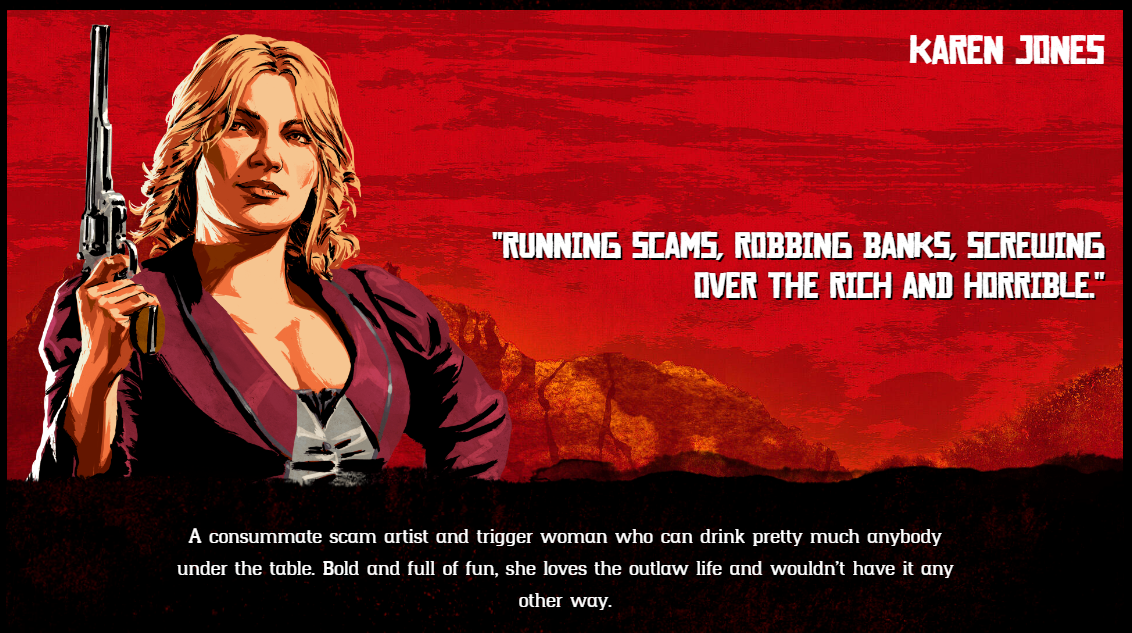 KAREN JONES
"RUNNING SCAMS, ROBBING BANKS, SCREWING
OVER THE RICH AND HORRIBLE."
A consummate scam artist and trigger woman who can drink pretty much anybody
under the table. Bold and full of fun, she loves the outlaw life and wouldn't have it any
other way.